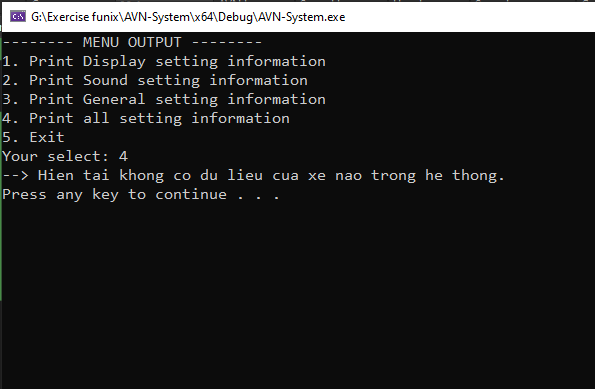 G:\Exercise funix\AVN-System\x64\Debug\AVN-System.exe
-------- MENU OUTPUT --------
1. Print Display setting information
2. Print Sound setting information
3. Print General setting information
4. Print all setting information
5. Exit
Your select: 4
--> Hien tai khong co du lieu cua xe nao trong he thong.
Press any key to continue . . .